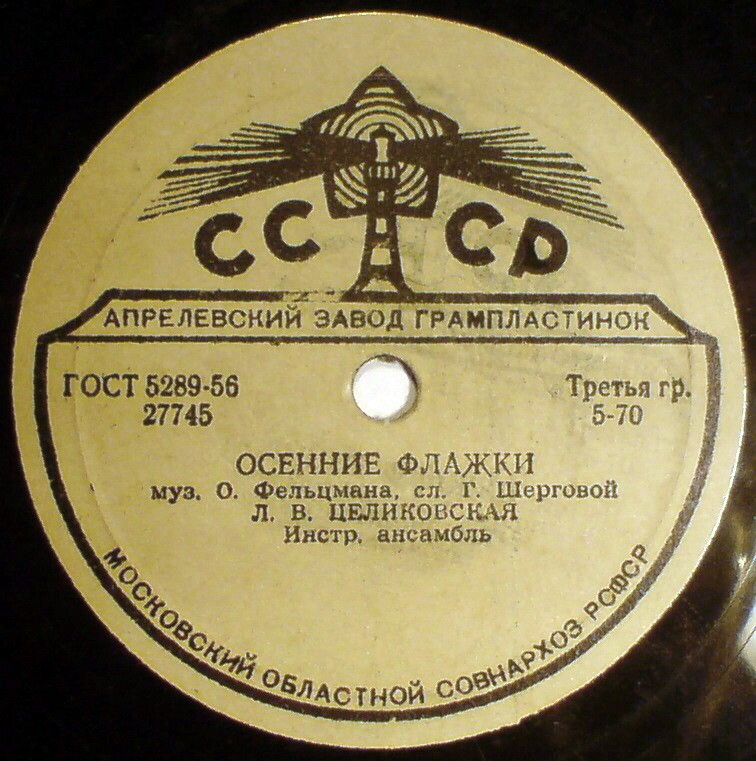 СССР
АПРЕЛЕВСКИЙ ЗАВОД ГРАМПЛАСТИНОК
ГОСТ 5289-56
27745
Третья гр.
5-70
ОСЕННИЕ ФЛАЖКИ
муз. О. Фельцмана, сл. Г. Шерговой
Л. В. ЦЕЛИКОВСКАЯ
Инстр. ансамбль
МОСКОВСКИЙ ОБЛАСТНОЙ СОВНАРХОЗ РСФСР